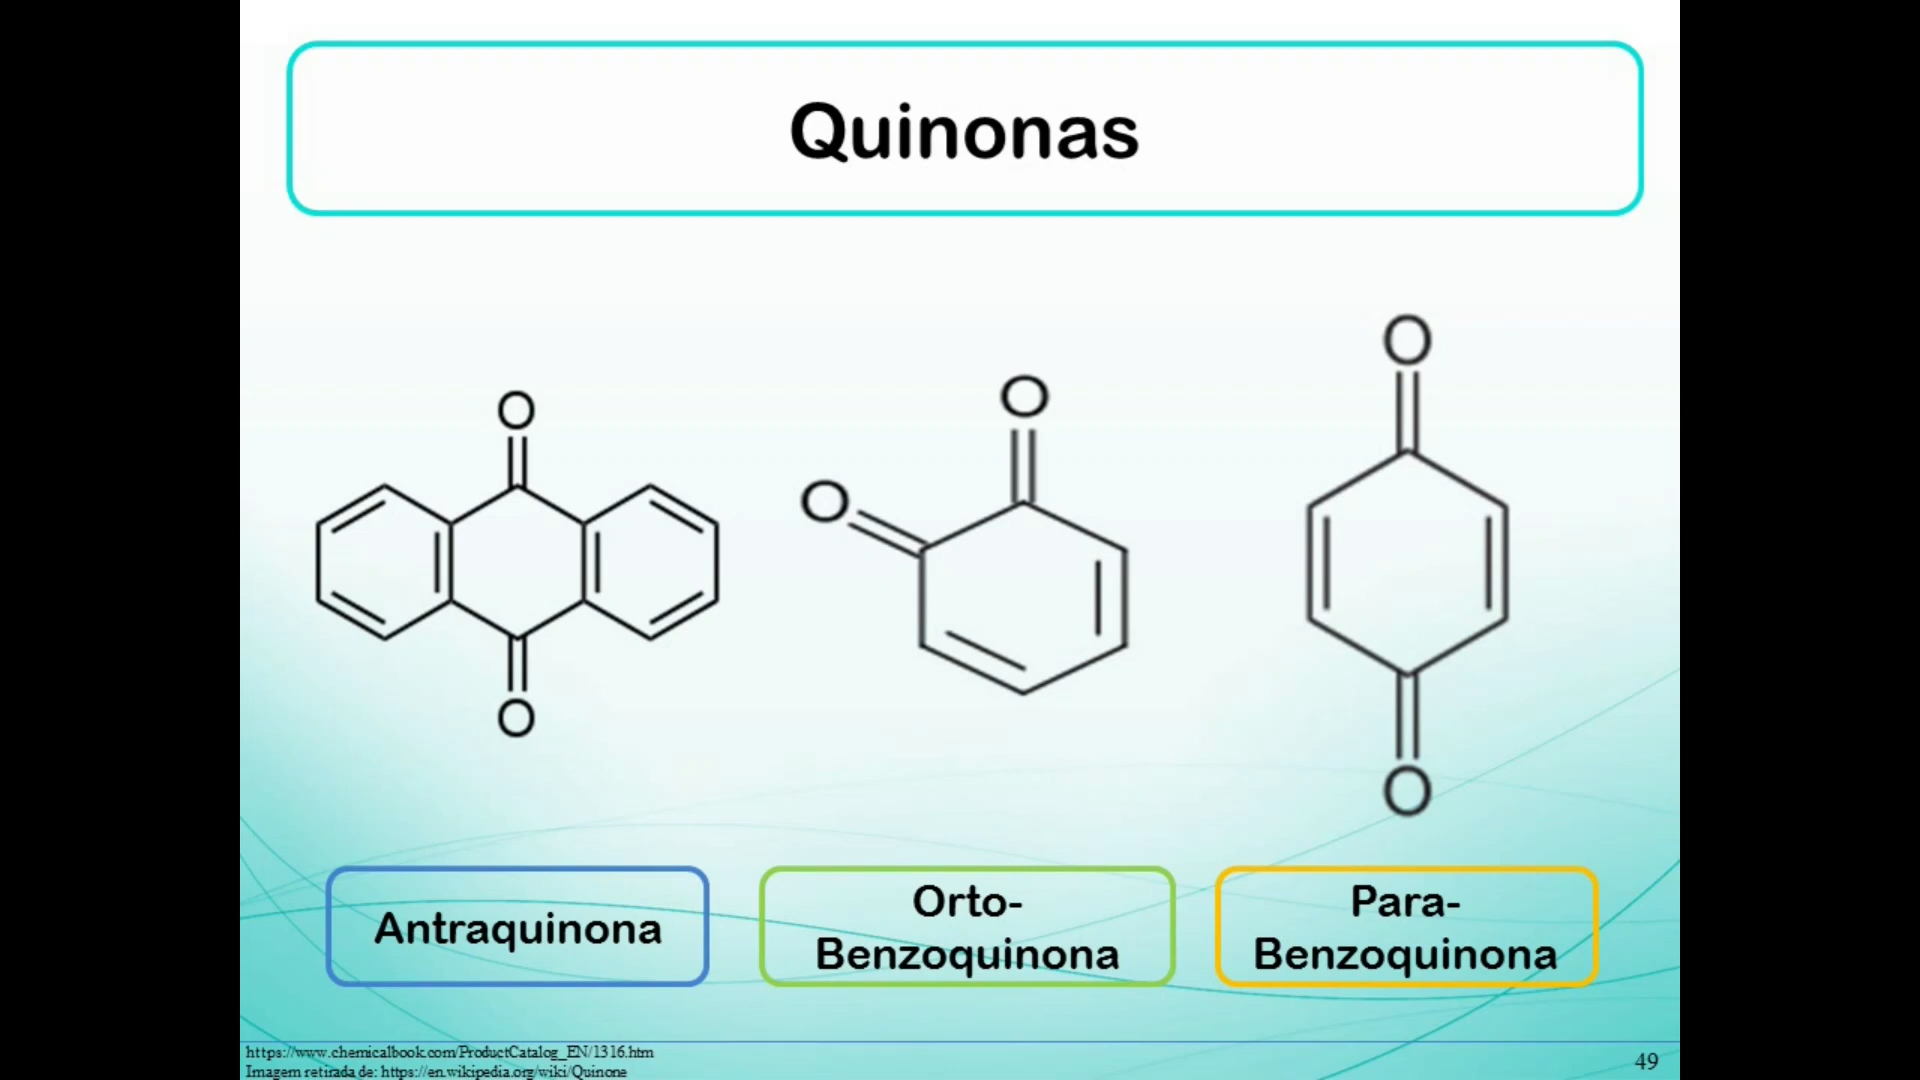 Quinonas
O
O
O
O
O
O
Antraquinona
Orto-
Benzoquinona
Para-
Benzoquinona
https://www.chemicalbook.com/ProductCatalog_EN/1316.htm
Imagem retirada de: https://en.wikipedia.org/wiki/Quinone
49